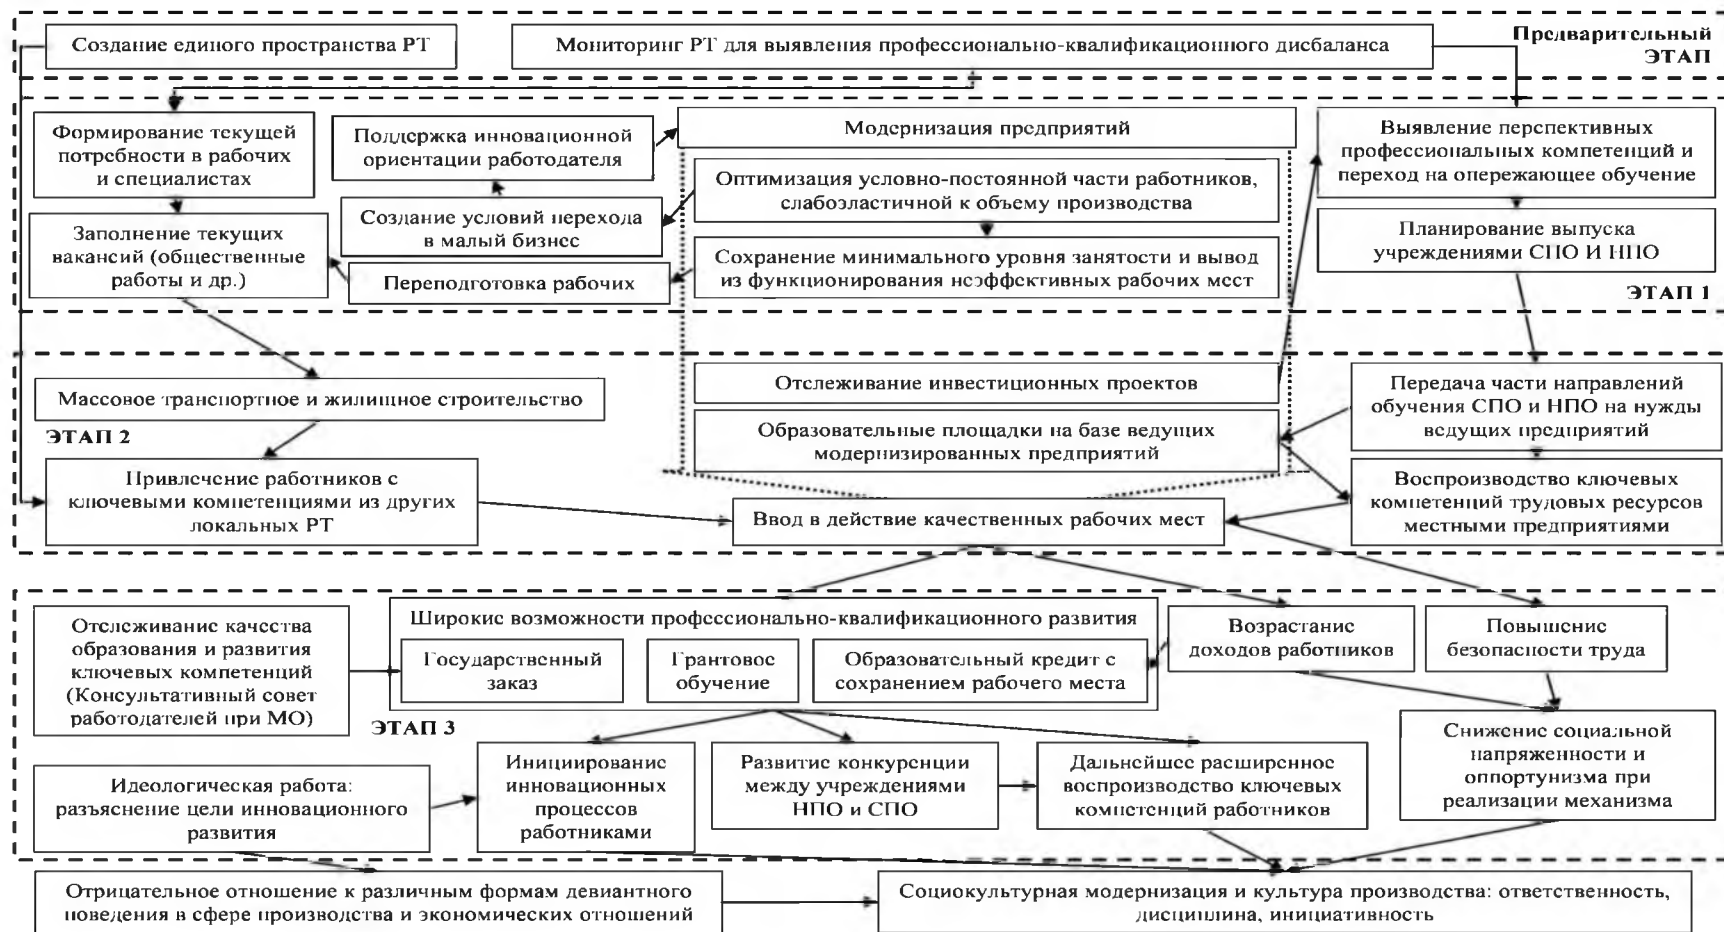 Создание единого пространства РТ
Мониторинг РТ для выявления профессионально-квалификационного дисбаланса
Предварительный
ЭТАП
Формирование текущей
потребности в рабочих
и специалистах
Поддержка инновационной
ориентации работодателя
Модернизация предприятий
Выявление перспективных
профессиональных компетенций и
переход на опережающее обучение
Оптимизация условно-постоянной части работников,
слабоэластичной к объему производства
Создание условий перехода
в малый бизнес
Заполнение текущих
вакансий (общественные
работы и др.)
Планирование выпуска
учреждениями СПО И НПО
Сохранение минимального уровня занятости и вывод
из функционирования неэффективных рабочих мест
Переподготовка рабочих
ЭТАП 1
Массовое транспортное и жилищное строительство
Отслеживание инвестиционных проектов
Передача части направлений
обучения СПО и НПО на нужды
ведущих предприятий
ЭТАП 2
Образовательные площадки на базе ведущих
модернизированных предприятий
Привлечение работников с
ключевыми компетенциями из других
локальных РТ
Ввод в действие качественных рабочих мест
Воспроизводство ключевых
компетенций трудовых ресурсов
местными предприятиями
Отслеживание качества
образования и развития
ключевых компетенций
(Консультативный совет
работодателей при МО)
Широкие возможности профессионально-квалификационного развития
Государственный
заказ
Грантовое
обучение
Образовательный кредит с
сохранением рабочего места
Возрастание
доходов работников
Повышение
безопасности труда
ЭТАП 3
Идеологическая работа:
разъяснение цели инновационного
развития
Инициирование
инновационных
процессов
работниками
Развитие конкуренции
между учреждениями
НПО и СПО
Дальнейшее расширенное
воспроизводство ключевых
компетенций работников
Снижение социальной
напряженности и
оппортунизма при
реализации механизма
Отрицательное отношение к различным формам девиантного
поведения в сфере производства и экономических отношений
Социокультурная модернизация и культура производства: ответственность,
дисциплина, инициативность